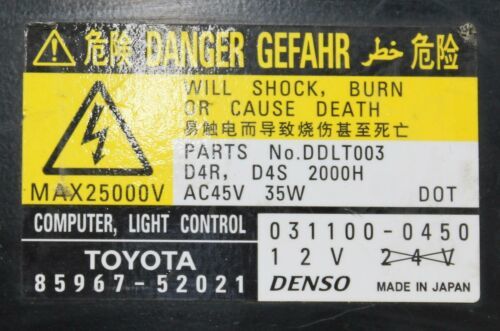 ⚠ 危険 DANGER GEFAHR خطر 危险
WILL SHOCK, BURN
OR CAUSE DEATH
易触电而导致烧伤甚至死亡
MAX25000V
PARTS No.DDLT003
D4R, D4S 2000H
AC45V 35W DOT
COMPUTER, LIGHT CONTROL
TOYOTA
85967-52021
031100-0450
12V 24V
DENSO MADE IN JAPAN